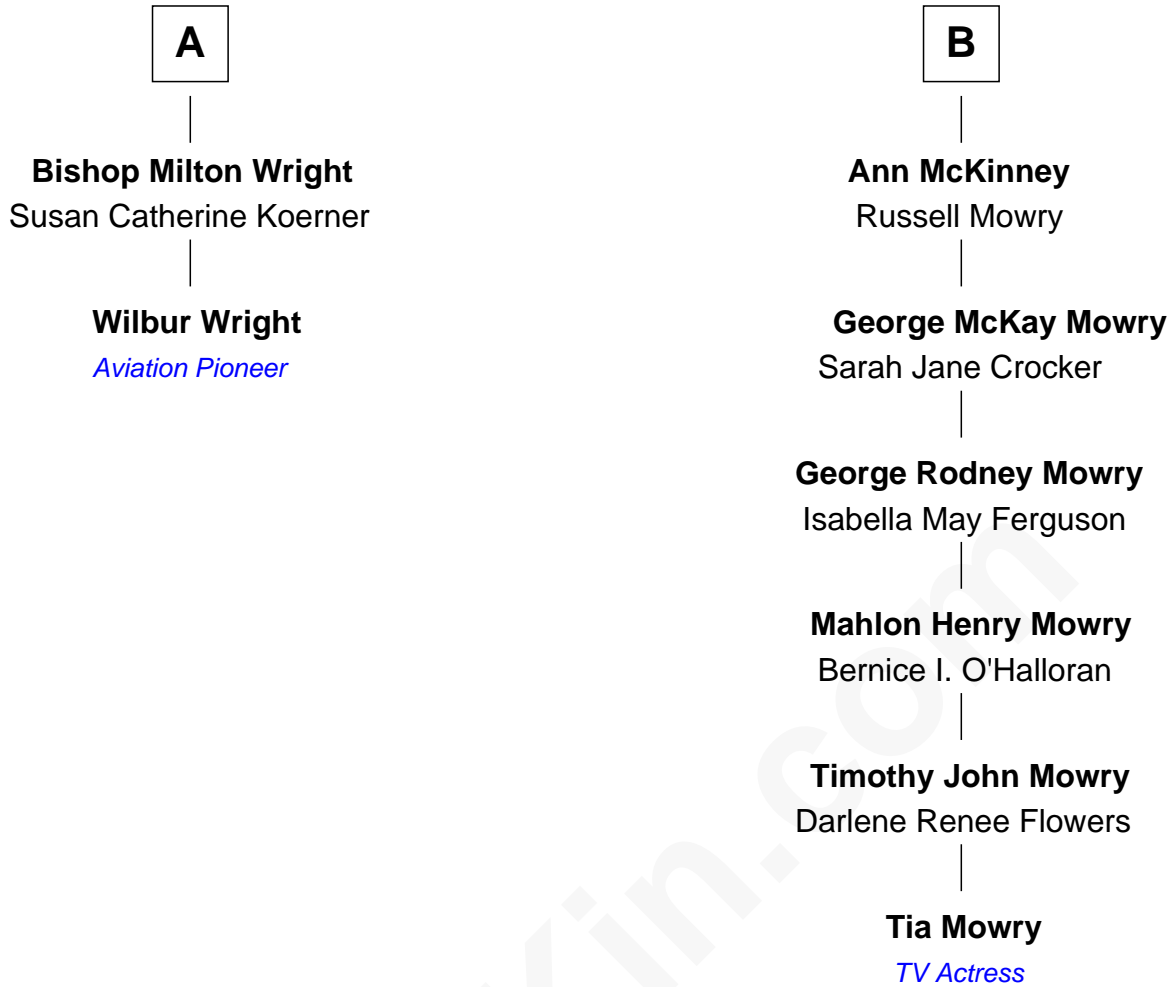 A
Bishop Milton Wright
Susan Catherine Koerner
Wilbur Wright
Aviation Pioneer
B
Ann McKinney
Russell Mowry
George McKay Mowry
Sarah Jane Crocker
George Rodney Mowry
Isabella May Ferguson
Mahlon Henry Mowry
Bernice I. O'Halloran
Timothy John Mowry
Darlene Renee Flowers
Tia Mowry
TV Actress
Kin.com